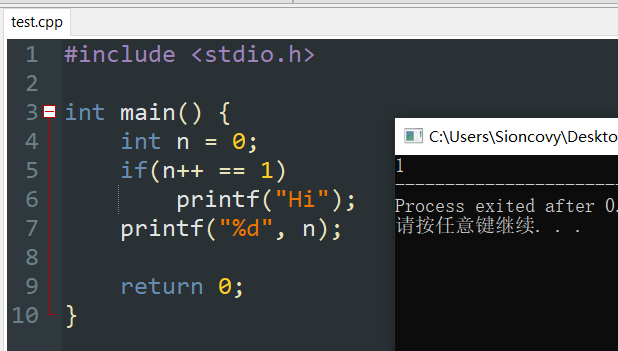 test.cpp
1 #include <stdio.h>
2
3 int main() {
4 int n = 0;
5 if(n++ == 1)
6 printf("Hi");
7 printf("%d", n);
8
9 return 0;
10 }
C:\Users\Sioncovy\Deskto
1
--------------------------------
Process exited after 0.
请按任意键继续. . .